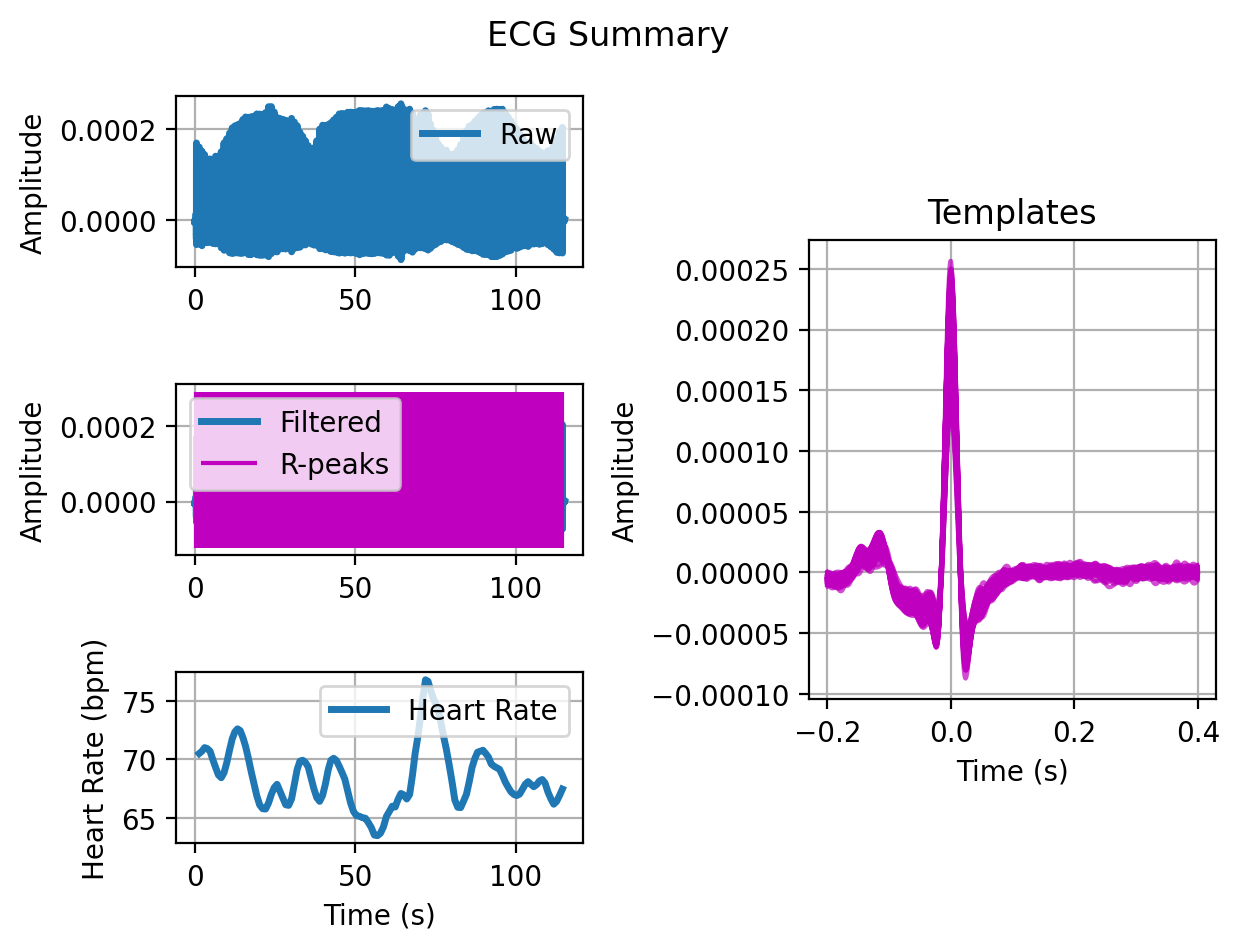 ECG Summary
Amplitude
0.0002
0.0000
Raw
0 50 100
Amplitude
0.0002
0.0000
Filtered
R-peaks
0 50 100
Heart Rate (bpm)
75
70
65
Heart Rate
0 50 100
Time (s)
Templates
Amplitude
0.00025
0.00020
0.00015
0.00010
0.00005
0.00000
−0.00005
−0.00010
−0.2 0.0 0.2 0.4
Time (s)